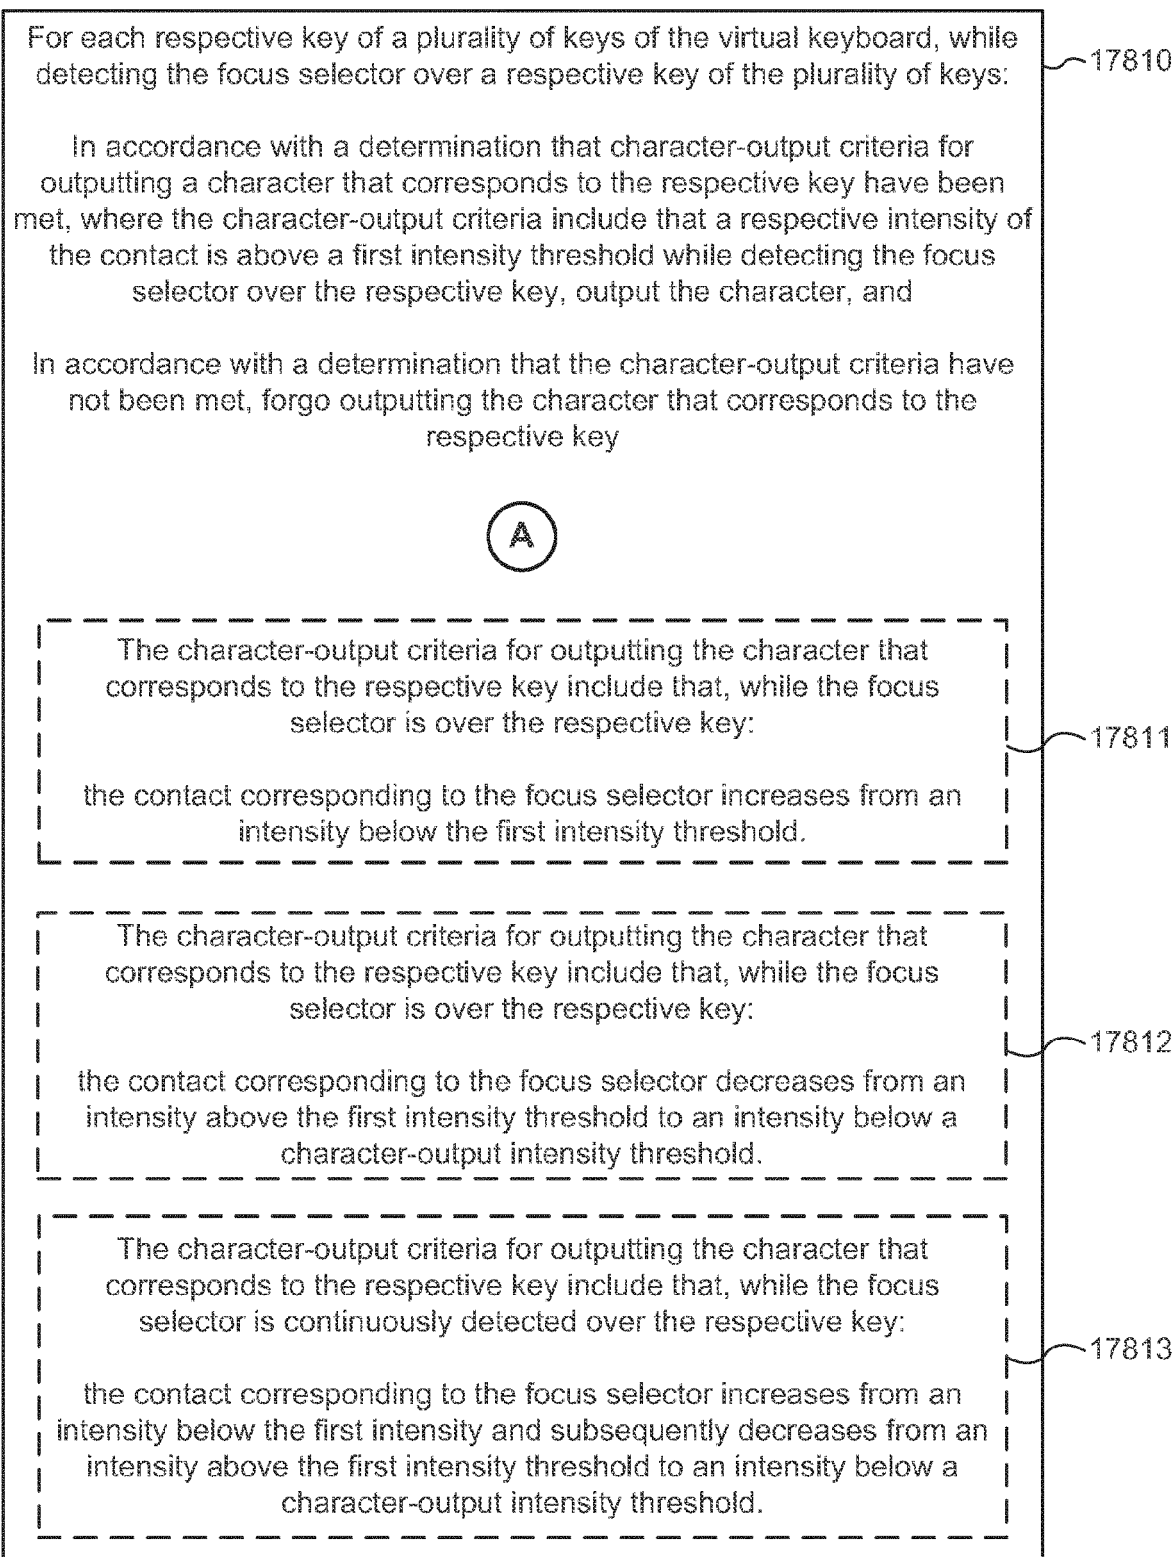 For each respective key of a plurality of keys of the virtual keyboard, while
detecting the focus selector over a respective key of the plurality of keys:
17810
In accordance with a determination that character-output criteria for
outputting a character that corresponds to the respective key have been
met, where the character-output criteria include that a respective intensity of
the contact is above a first intensity threshold while detecting the focus
selector over the respective key, output the character, and
In accordance with a determination that the character-output criteria have
not been met, forgo outputting the character that corresponds to the
respective key
A
The character-output criteria for outputting the character that
corresponds to the respective key include that, while the focus
selector is over the respective key:
17811
the contact corresponding to the focus selector increases from an
intensity below the first intensity threshold.
The character-output criteria for outputting the character that
corresponds to the respective key include that, while the focus
selector is over the respective key:
17812
the contact corresponding to the focus selector decreases from an
intensity above the first intensity threshold to an intensity below a
character-output intensity threshold.
The character-output criteria for outputting the character that
corresponds to the respective key include that, while the focus
selector is continuously detected over the respective key:
17813
the contact corresponding to the focus selector increases from an
intensity below the first intensity and subsequently decreases from an
intensity above the first intensity threshold to an intensity below a
character-output intensity threshold.